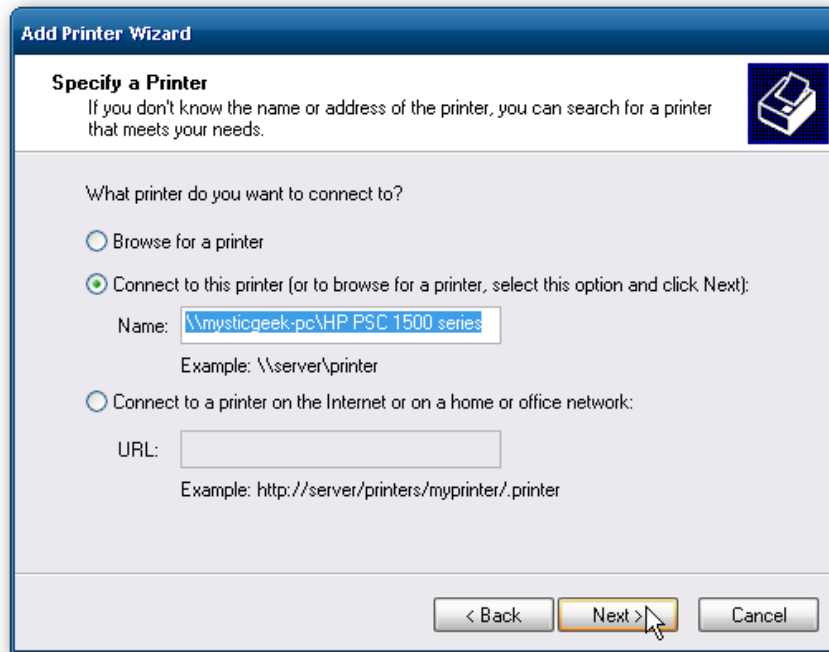 Add Printer Wizard
Specify a Printer
If you don't know the name or address of the printer, you can search for a printer
that meets your needs.
What printer do you want to connect to?
Browse for a printer
Connect to this printer (or to browse for a printer, select this option and click Next):
Name: \\mysticgeek-pc\HP PSC 1500 series
Example: \\server\printer
Connect to a printer on the Internet or on a home or office network:
URL:
Example: http://server/printers/myprinter/.printer
< Back Next > Cancel